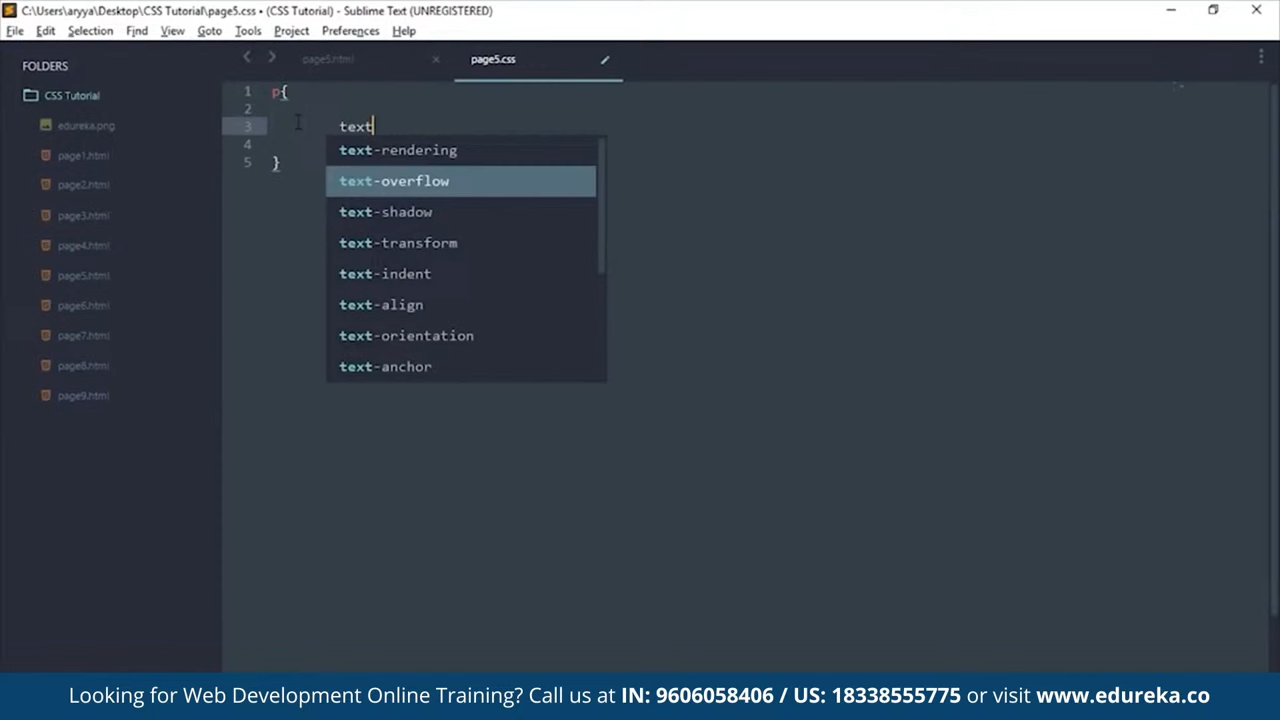 C:\Users\aryya\Desktop\CSS Tutorial\page5.css • (CSS Tutorial) - Sublime Text (UNREGISTERED)
File Edit Selection Find View Goto Tools Project Preferences Help
FOLDERS
CSS Tutorial
edureka.png
page1.html
page2.html
page3.html
page4.html
page5.html
page6.html
page7.html
page8.html
page9.html
page5.html
page5.css
1 p{
2
3 text
4
5 }
text-rendering
text-overflow
text-shadow
text-transform
text-indent
text-align
text-orientation
text-anchor
Looking for Web Development Online Training? Call us at IN: 9606058406 / US: 18338555775 or visit www.edureka.co